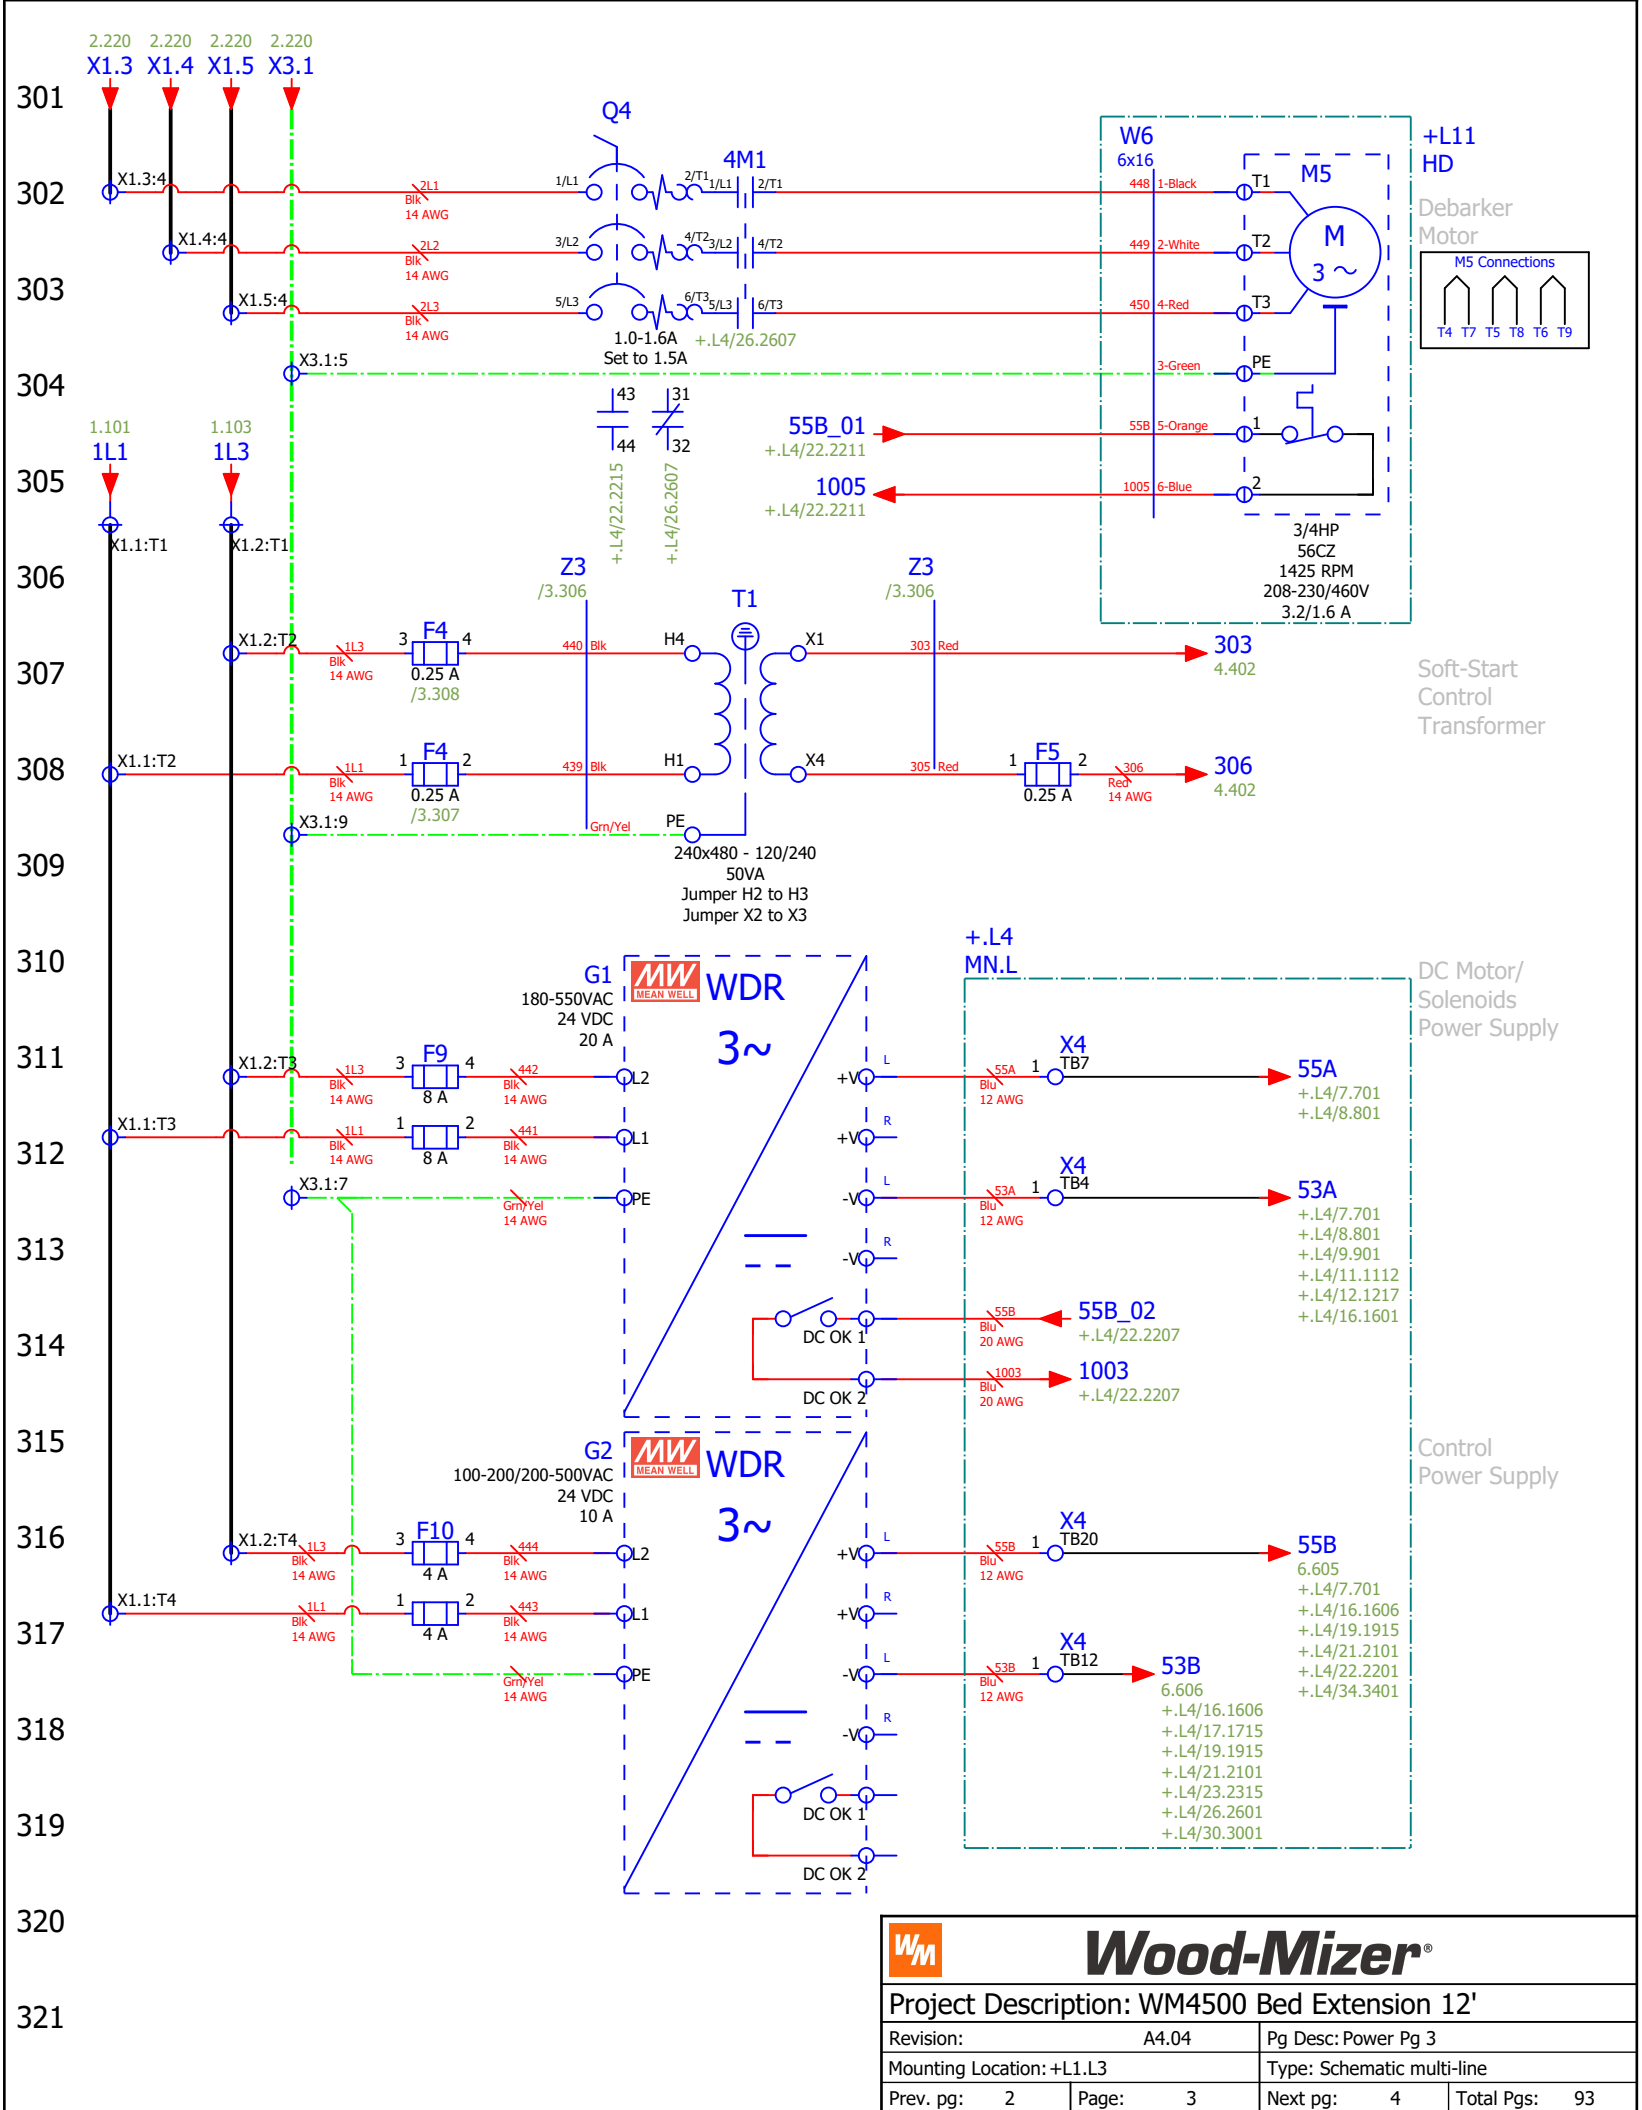 2.220 2.220 2.220 2.220
X1.3 X1.4 X1.5 X3.1
301
Q4
W6
6x16
+L11
HD
4M1
M5
302
X1.3:4
2L1
Blk
14 AWG
1/L1
2/T1
1/L1
2/T1
448 1-Black
T1
Debarker
Motor
X1.4:4
2L2
Blk
14 AWG
3/L2
4/T2
3/L2
4/T2
449 2-White
T2
M
3 ~
M5 Connections
T4 T7 T5 T8 T6 T9
303
X1.5:4
2L3
Blk
14 AWG
5/L3
6/T3
5/L3
6/T3
450 4-Red
T3
1.0-1.6A
Set to 1.5A
+.L4/26.2607
304
X3.1:5
3-Green
PE
43
44
+.L4/22.2215
31
32
+.L4/26.2607
1.101
1L1
1.103
1L3
55B_01
+.L4/22.2211
55B 5-Orange
1
305
1005
+.L4/22.2211
1005 6-Blue
2
X1.1:T1
X1.2:T1
3/4HP
56CZ
1425 RPM
208-230/460V
3.2/1.6 A
306
Z3
/3.306
T1
Z3
/3.306
307
X1.2:T2
1L3
Blk
14 AWG
3
F4
4
0.25 A
/3.308
440 Blk
H4
X1
303 Red
303
4.402
Soft-Start
Control
Transformer
308
X1.1:T2
1L1
Blk
14 AWG
1
F4
2
0.25 A
/3.307
439 Blk
H1
X4
305 Red
1
F5
2
0.25 A
306
Red
14 AWG
306
4.402
X3.1:9
Grn/Yel
PE
309
240x480 - 120/240
50VA
Jumper H2 to H3
Jumper X2 to X3
310
+.L4
MN.L
G1
180-550VAC
24 VDC
20 A
MW
MEAN WELL
WDR
3~
DC Motor/
Solenoids
Power Supply
311
X1.2:T3
1L3
Blk
14 AWG
3
F9
4
8 A
442
Blk
14 AWG
L2
+V
L
55A
Blu
12 AWG
1
X4
TB7
55A
+.L4/7.701
+.L4/8.801
312
X1.1:T3
1L1
Blk
14 AWG
1
2
8 A
441
Blk
14 AWG
L1
+V
R
X3.1:7
Grn/Yel
14 AWG
PE
-V
L
53A
Blu
12 AWG
1
X4
TB4
53A
+.L4/7.701
+.L4/8.801
+.L4/9.901
+.L4/11.1112
+.L4/12.1217
+.L4/16.1601
313
-V
R
314
DC OK 1
55B
Blu
20 AWG
55B_02
+.L4/22.2207
DC OK 2
1003
Blu
20 AWG
1003
+.L4/22.2207
315
G2
100-200/200-500VAC
24 VDC
10 A
MW
MEAN WELL
WDR
3~
Control
Power Supply
316
X1.2:T4
1L3
Blk
14 AWG
3
F10
4
4 A
444
Blk
14 AWG
L2
+V
L
55B
Blu
12 AWG
1
X4
TB20
55B
6.605
+.L4/7.701
+.L4/16.1606
+.L4/19.1915
+.L4/21.2101
+.L4/22.2201
+.L4/34.3401
317
X1.1:T4
1L1
Blk
14 AWG
1
2
4 A
443
Blk
14 AWG
L1
+V
R
Grn/Yel
14 AWG
PE
-V
L
53B
Blu
12 AWG
1
X4
TB12
53B
6.606
+.L4/16.1606
+.L4/17.1715
+.L4/19.1915
+.L4/21.2101
+.L4/23.2315
+.L4/26.2601
+.L4/30.3001
318
-V
R
319
DC OK 1
DC OK 2
320
WM
Wood-Mizer®
Project Description: WM4500 Bed Extension 12'
321
Revision: A4.04
Pg Desc: Power Pg 3
Mounting Location: +L1.L3
Type: Schematic multi-line
Prev. pg: 2 Page: 3 Next pg: 4 Total Pgs: 93